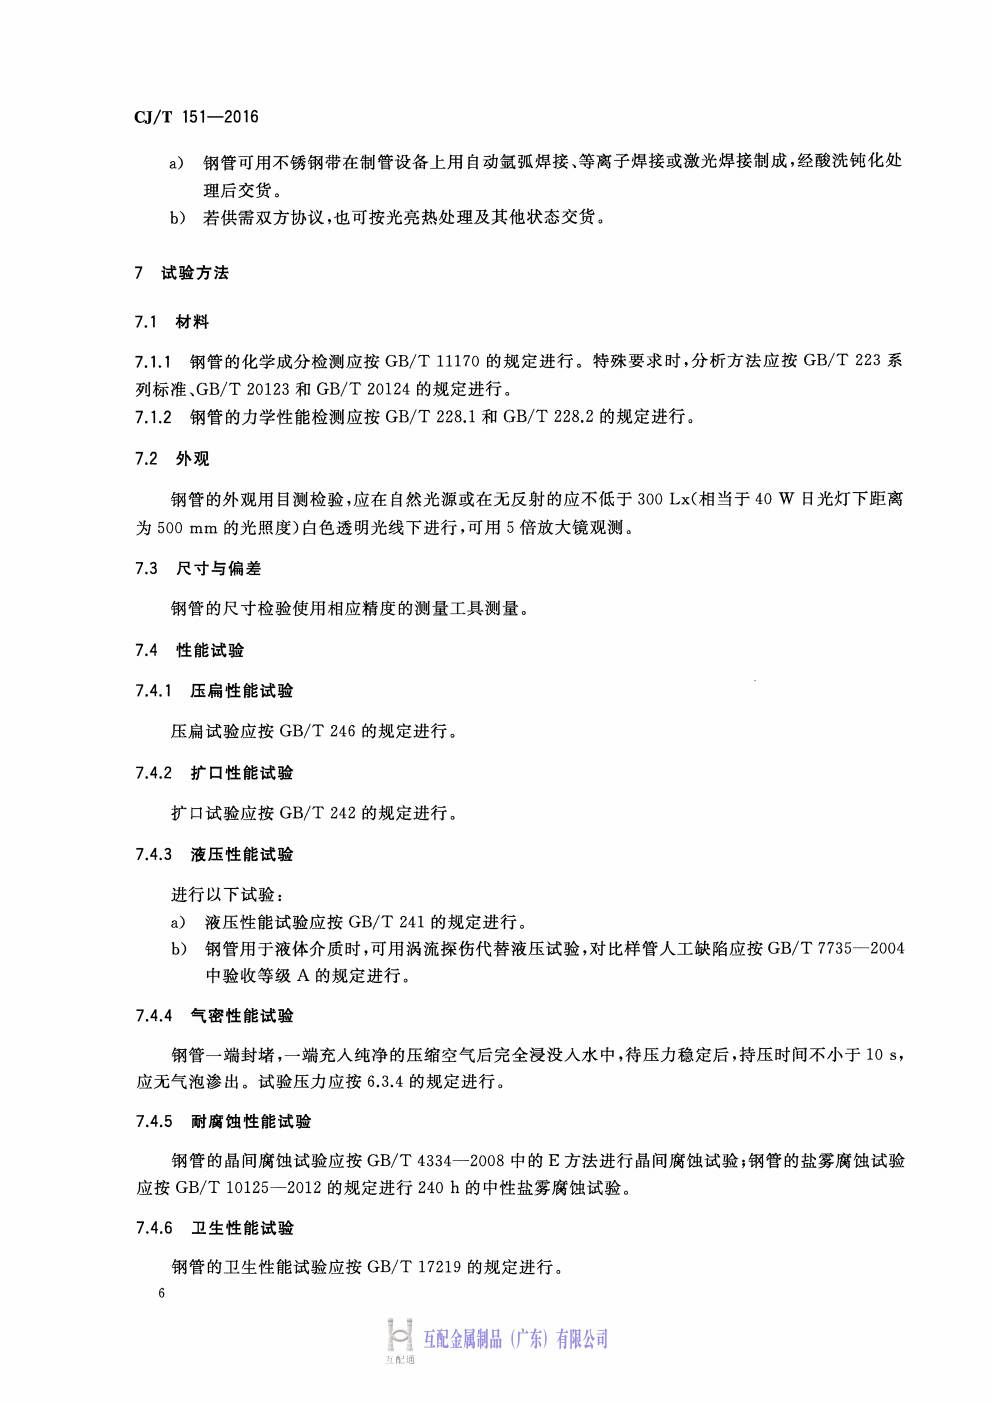 CJ/T 151—2016
a) 钢管可用不锈钢带在制管设备上用自动氩弧焊接、等离子焊接或激光焊接制成,经酸洗钝化处
理后交货。
b) 若供需双方协议,也可按光亮热处理及其他状态交货。
7 试验方法
7.1 材料
7.1.1 钢管的化学成分检测应按 GB/T 11170 的规定进行。特殊要求时,分析方法应按 GB/T 223 系
列标准、GB/T 20123 和 GB/T 20124 的规定进行。
7.1.2 钢管的力学性能检测应按 GB/T 228.1 和 GB/T 228.2 的规定进行。
7.2 外观
钢管的外观用目测检验,应在自然光源或在无反射的应不低于 300 Lx(相当于 40 W 日光灯下距离
为 500 mm 的光照度)白色透明光线下进行,可用 5 倍放大镜观测。
7.3 尺寸与偏差
钢管的尺寸检验使用相应精度的测量工具测量。
7.4 性能试验
7.4.1 压扁性能试验
压扁试验应按 GB/T 246 的规定进行。
7.4.2 扩口性能试验
扩口试验应按 GB/T 242 的规定进行。
7.4.3 液压性能试验
进行以下试验:
a) 液压性能试验应按 GB/T 241 的规定进行。
b) 钢管用于液体介质时,可用涡流探伤代替液压试验,对比样管人工缺陷应按 GB/T 7735—2004
中验收等级 A 的规定进行。
7.4.4 气密性能试验
钢管一端封堵,一端充入纯净的压缩空气后完全浸没入水中,待压力稳定后,持压时间不小于 10 s,
应无气泡渗出。试验压力应按 6.3.4 的规定进行。
7.4.5 耐腐蚀性能试验
钢管的晶间腐蚀试验应按 GB/T 4334—2008 中的 E 方法进行晶间腐蚀试验;钢管的盐雾腐蚀试验
应按 GB/T 10125—2012 的规定进行 240 h 的中性盐雾腐蚀试验。
7.4.6 卫生性能试验
钢管的卫生性能试验应按 GB/T 17219 的规定进行。
6
互配金属制品(广东)有限公司
互配通